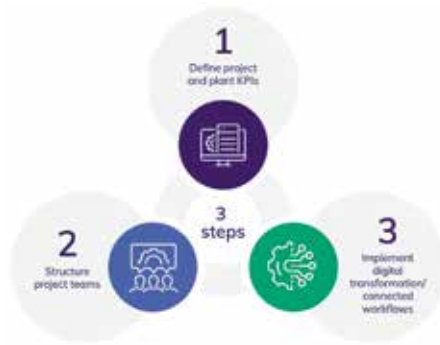 1
Define project
and plant KPIs
3
steps
2
Structure
project teams
3
Implement
digital
transformation/
connected
workflows